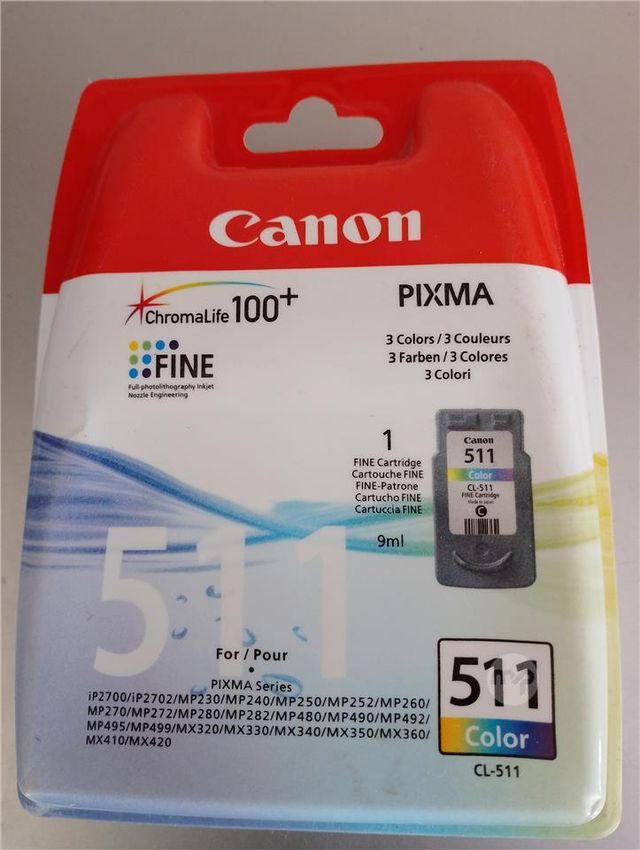 Canon
ChromaLife 100+
PIXMA
3 Colors / 3 Couleurs
3 Farben / 3 Colores
3 Colori
FINE
Full-photolithography Inkjet
Nozzle Engineering
1
FINE Cartridge
Cartouche FINE
FINE-Patrone
Cartucho FINE
Cartuccia FINE
9ml
Canon
511
Color
CL-511
FINE Cartridge
Made in Japan
C
511
For / Pour
•
PIXMA Series
iP2700/iP2702/MP230/MP240/MP250/MP252/MP260/
MP270/MP272/MP280/MP282/MP480/MP490/MP492/
MP495/MP499/MX320/MX330/MX340/MX350/MX360/
MX410/MX420
511
Color
CL-511